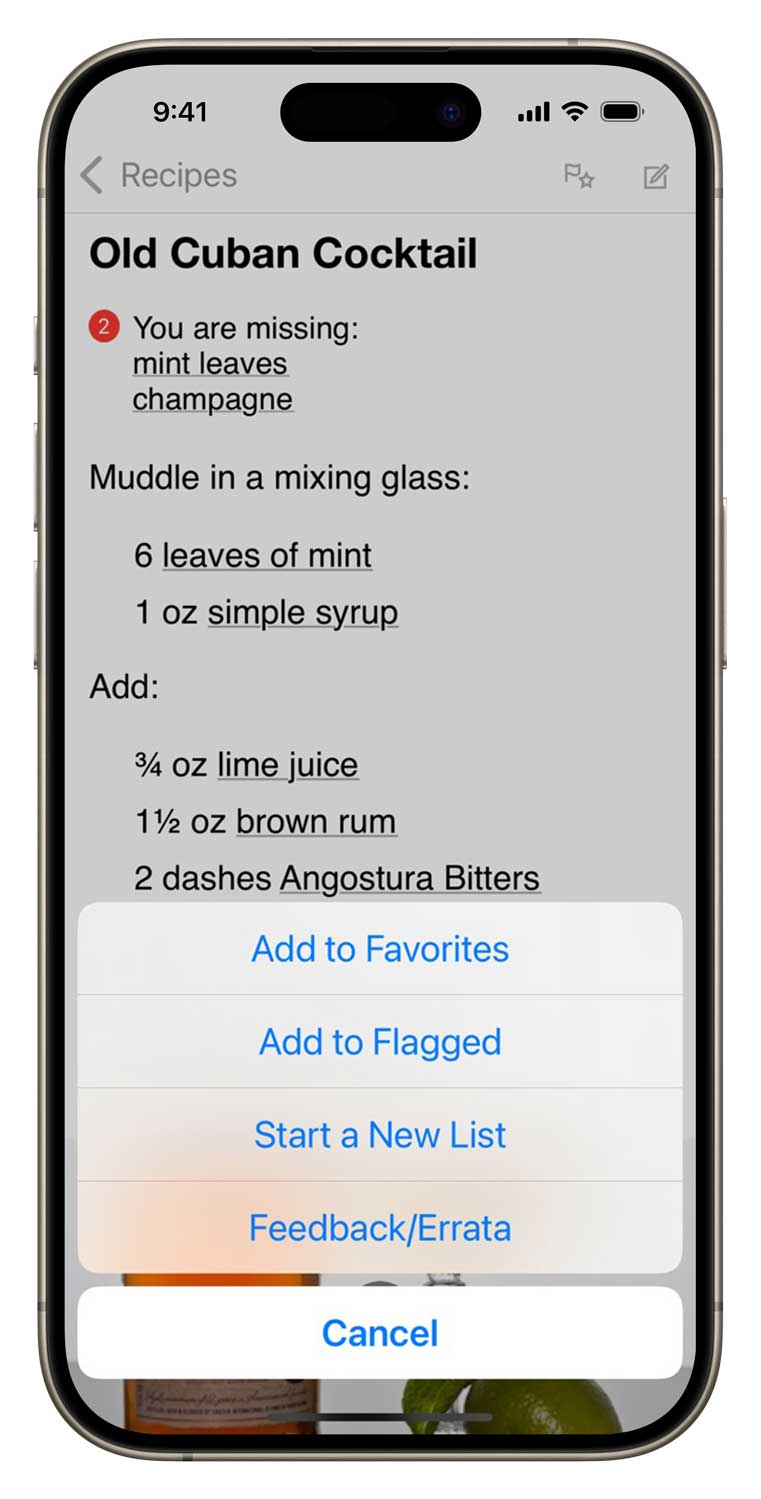 9:41
Recipes
Old Cuban Cocktail
2 You are missing:
mint leaves
champagne
Muddle in a mixing glass:
6 leaves of mint
1 oz simple syrup
Add:
¾ oz lime juice
1½ oz brown rum
2 dashes Angostura Bitters
Add to Favorites
Add to Flagged
Start a New List
Feedback/Errata
Cancel